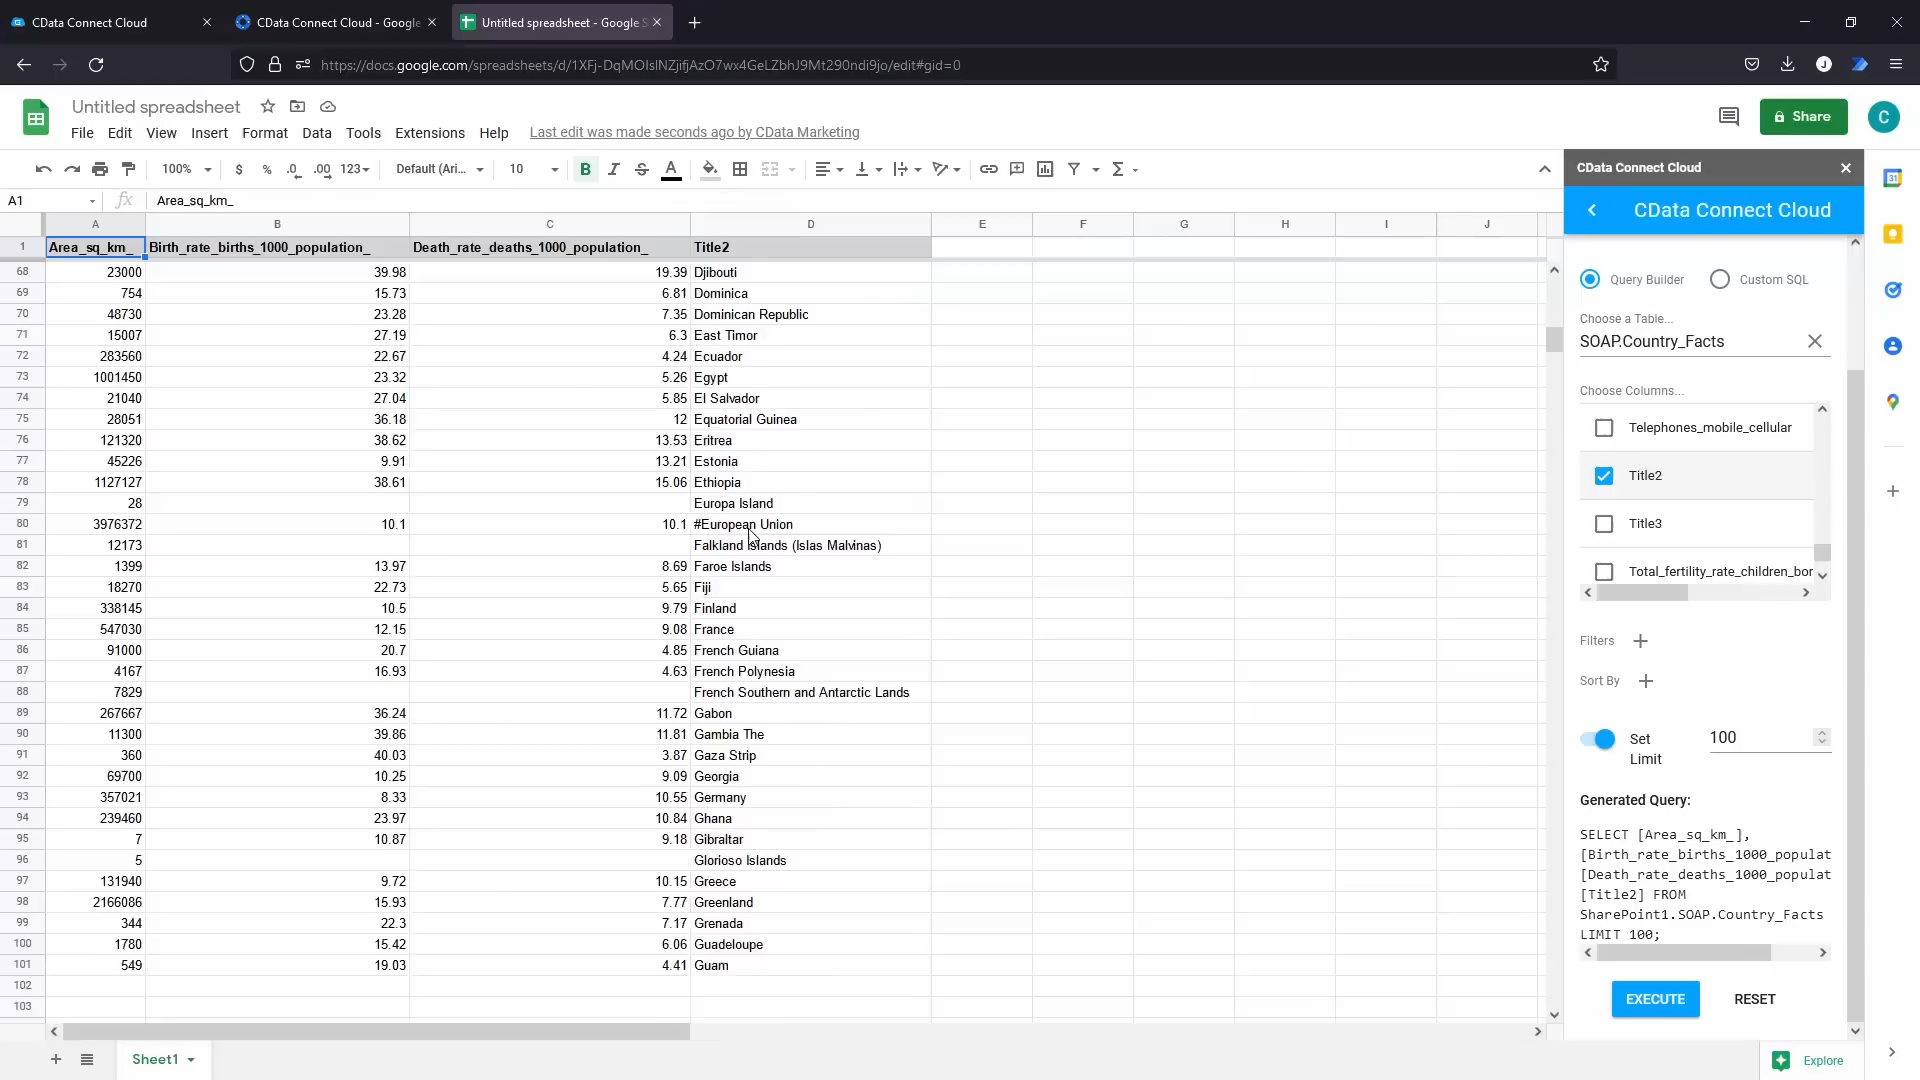 CData Connect Cloud
CData Connect Cloud - Google
Untitled spreadsheet - Google S
https://docs.google.com/spreadsheets/d/1XFj-DqMOIslNZjifjAzO7wx4GeLZbhJ9Mt290ndi9jo/edit#gid=0
J
Untitled spreadsheet
File Edit View Insert Format Data Tools Extensions Help Last edit was made seconds ago by CData Marketing
Share
C
100% $ % .0 .00 123 Default (Ari... 10 B I S A
A1 fx Area_sq_km_
A B C D E F G H I J
1 Area_sq_km_ Birth_rate_births_1000_population_ Death_rate_deaths_1000_population_ Title2
68 23000 39.98 19.39 Djibouti
69 754 15.73 6.81 Dominica
70 48730 23.28 7.35 Dominican Republic
71 15007 27.19 6.3 East Timor
72 283560 22.67 4.24 Ecuador
73 1001450 23.32 5.26 Egypt
74 21040 27.04 5.85 El Salvador
75 28051 36.18 12 Equatorial Guinea
76 121320 38.62 13.53 Eritrea
77 45226 9.91 13.21 Estonia
78 1127127 38.61 15.06 Ethiopia
79 28 Europa Island
80 3976372 10.1 10.1 #European Union
81 12173 Falkland Islands (Islas Malvinas)
82 1399 13.97 8.69 Faroe Islands
83 18270 22.73 5.65 Fiji
84 338145 10.5 9.79 Finland
85 547030 12.15 9.08 France
86 91000 20.7 4.85 French Guiana
87 4167 16.93 4.63 French Polynesia
88 7829 French Southern and Antarctic Lands
89 267667 36.24 11.72 Gabon
90 11300 39.86 11.81 Gambia The
91 360 40.03 3.87 Gaza Strip
92 69700 10.25 9.09 Georgia
93 357021 8.33 10.55 Germany
94 239460 23.97 10.84 Ghana
95 7 10.87 9.18 Gibraltar
96 5 Glorioso Islands
97 131940 9.72 10.15 Greece
98 2166086 15.93 7.77 Greenland
99 344 22.3 7.17 Grenada
100 1780 15.42 6.06 Guadeloupe
101 549 19.03 4.41 Guam
102
103
Sheet1
CData Connect Cloud
CData Connect Cloud
Query Builder Custom SQL
Choose a Table...
SOAP.Country_Facts
Choose Columns...
Telephones_mobile_cellular
Title2
Title3
Total_fertility_rate_children_bor
Filters
Sort By
Set Limit 100
Generated Query:
SELECT [Area_sq_km_],
[Birth_rate_births_1000_populat
[Death_rate_deaths_1000_populat
[Title2] FROM
SharePoint1.SOAP.Country_Facts
LIMIT 100;
EXECUTE RESET
Explore
31